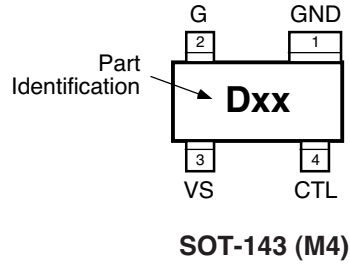 G GND
2 1
Part
Identification
Dxx
3 4
VS CTL
SOT-143 (M4)